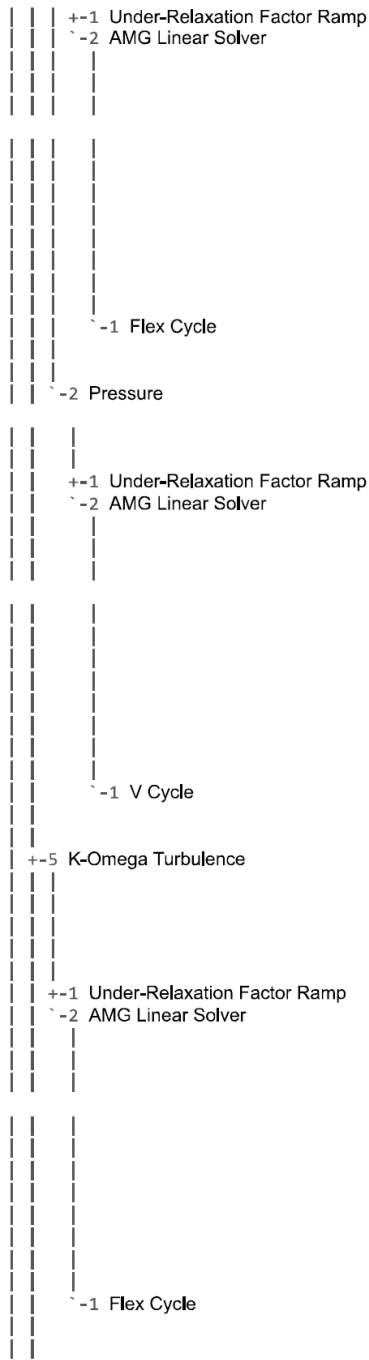 +-1 Under-Relaxation Factor Ramp
`-2 AMG Linear Solver
`-1 Flex Cycle
`-2 Pressure
+-1 Under-Relaxation Factor Ramp
`-2 AMG Linear Solver
`-1 V Cycle
+-5 K-Omega Turbulence
+-1 Under-Relaxation Factor Ramp
`-2 AMG Linear Solver
`-1 Flex Cycle